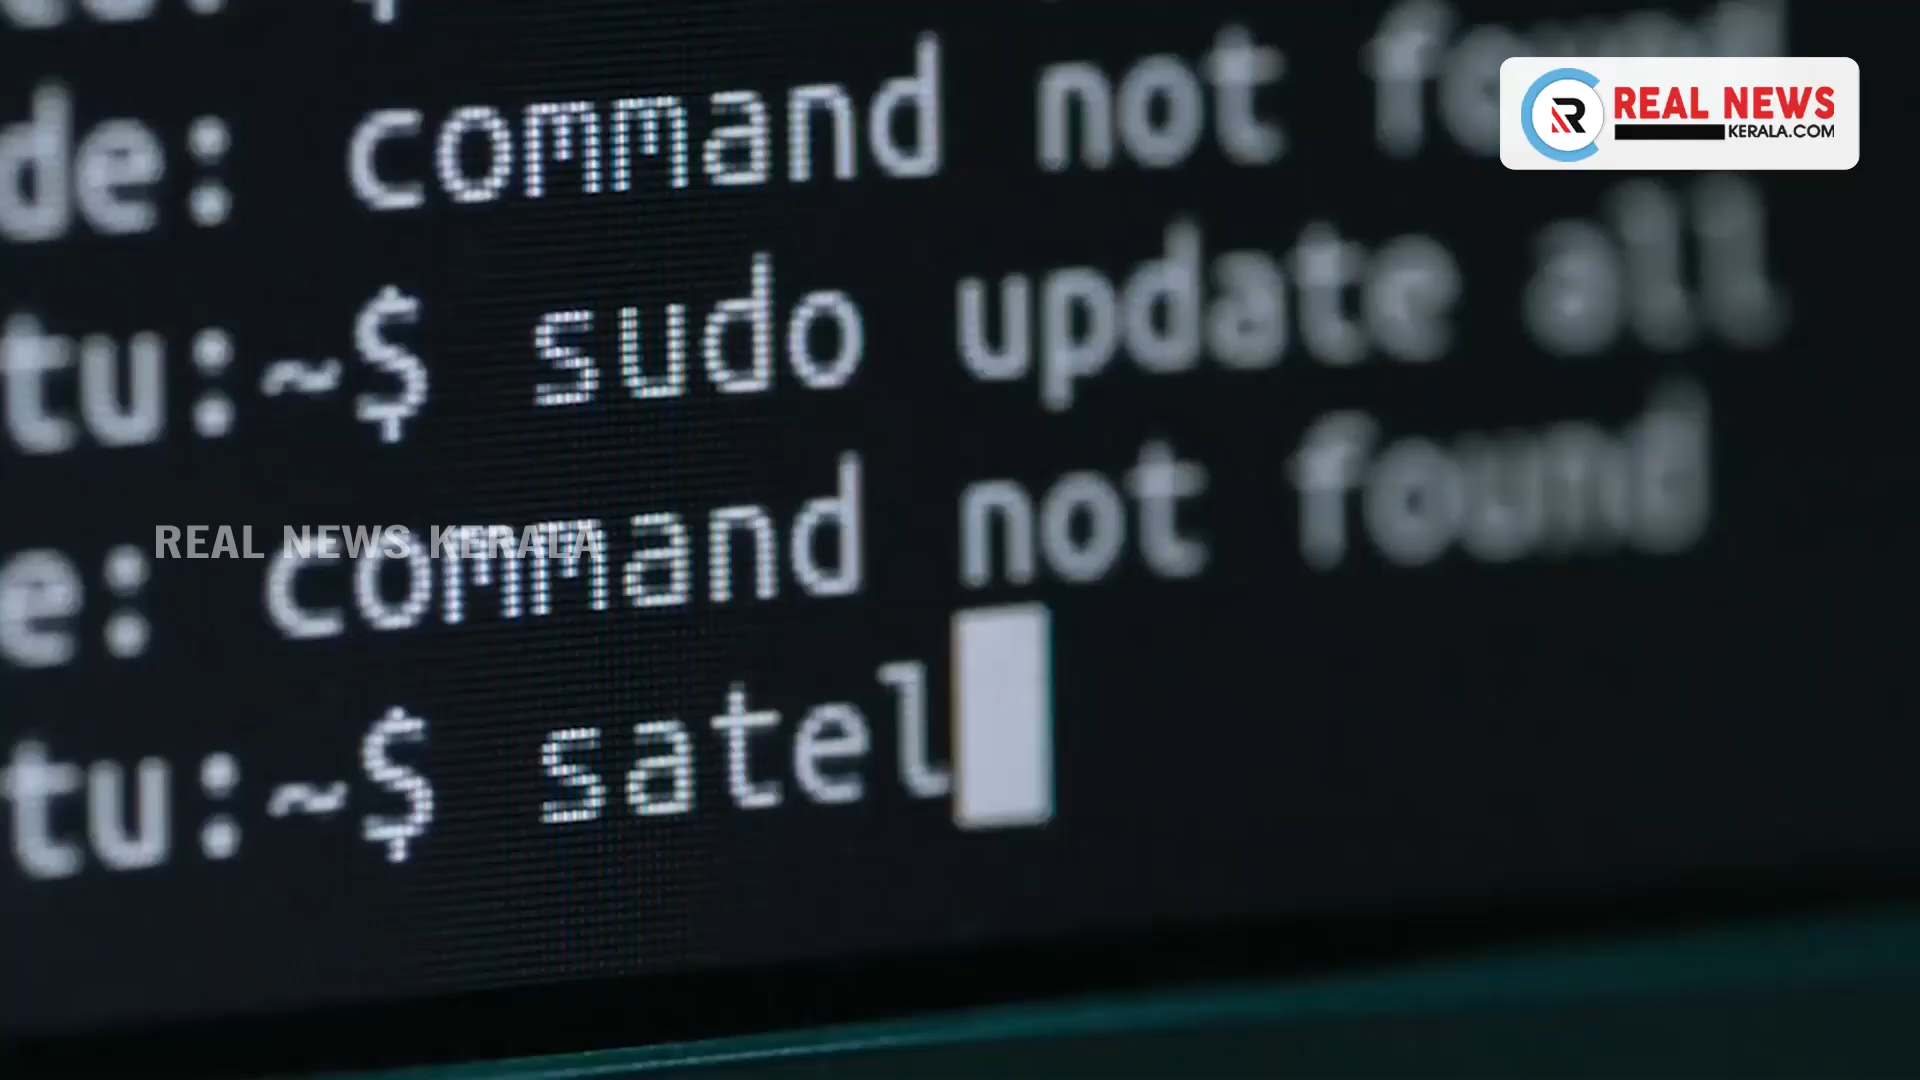 de: command not found
REAL NEWS
KERALA.COM
tu:~$ sudo update all
e: command not found
REAL NEWS KERALA
tu:~$ satel